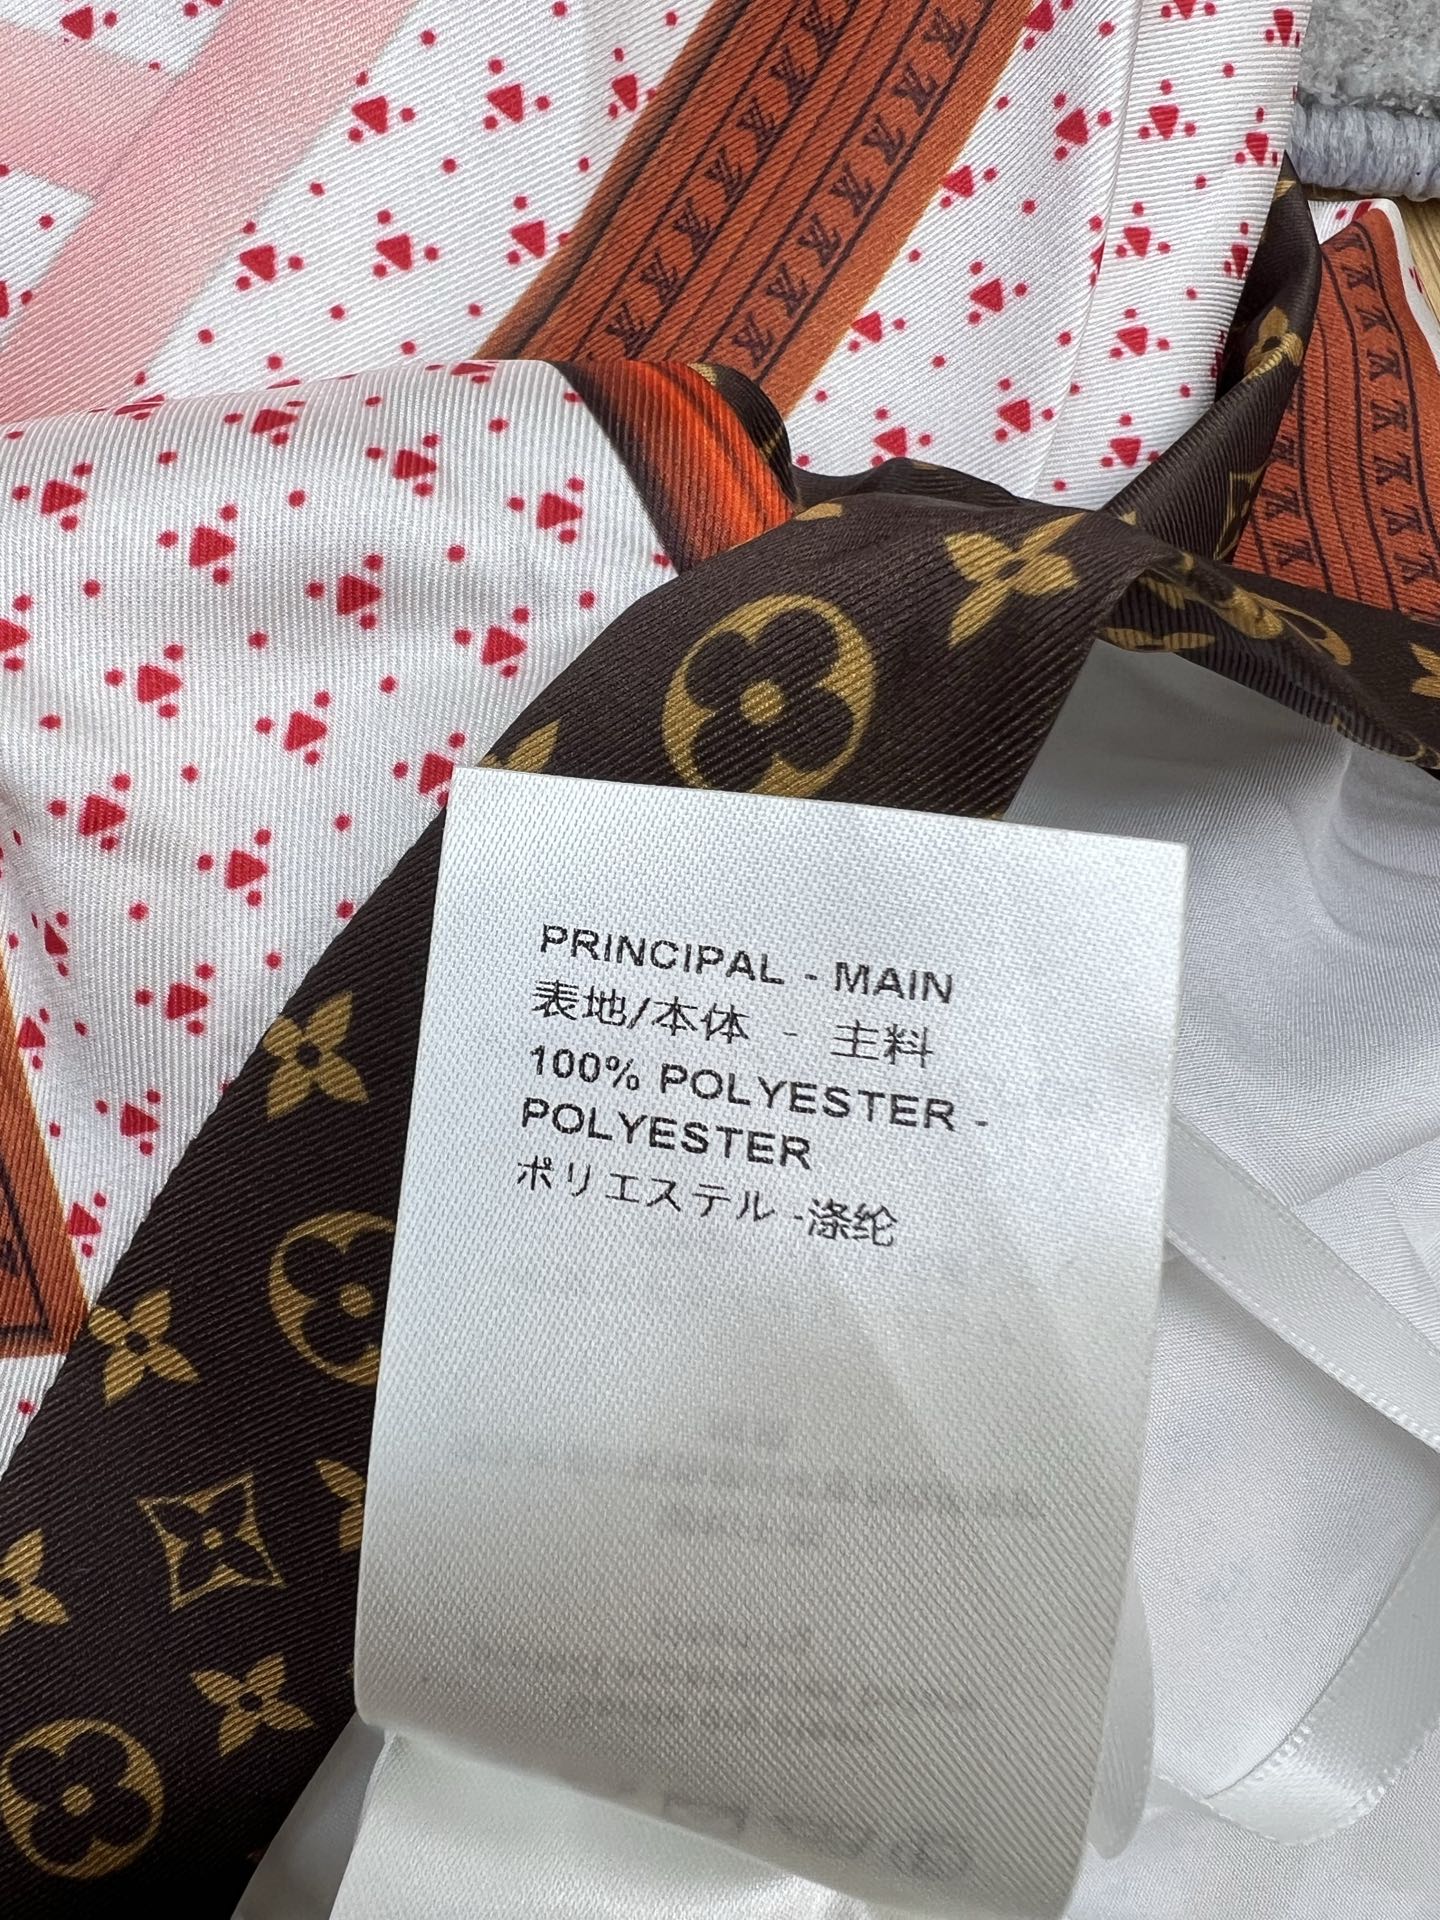 PRINCIPAL - MAIN
表地/本体 - 主料
100% POLYESTER -
POLYESTER
ポリエステル -涤纶